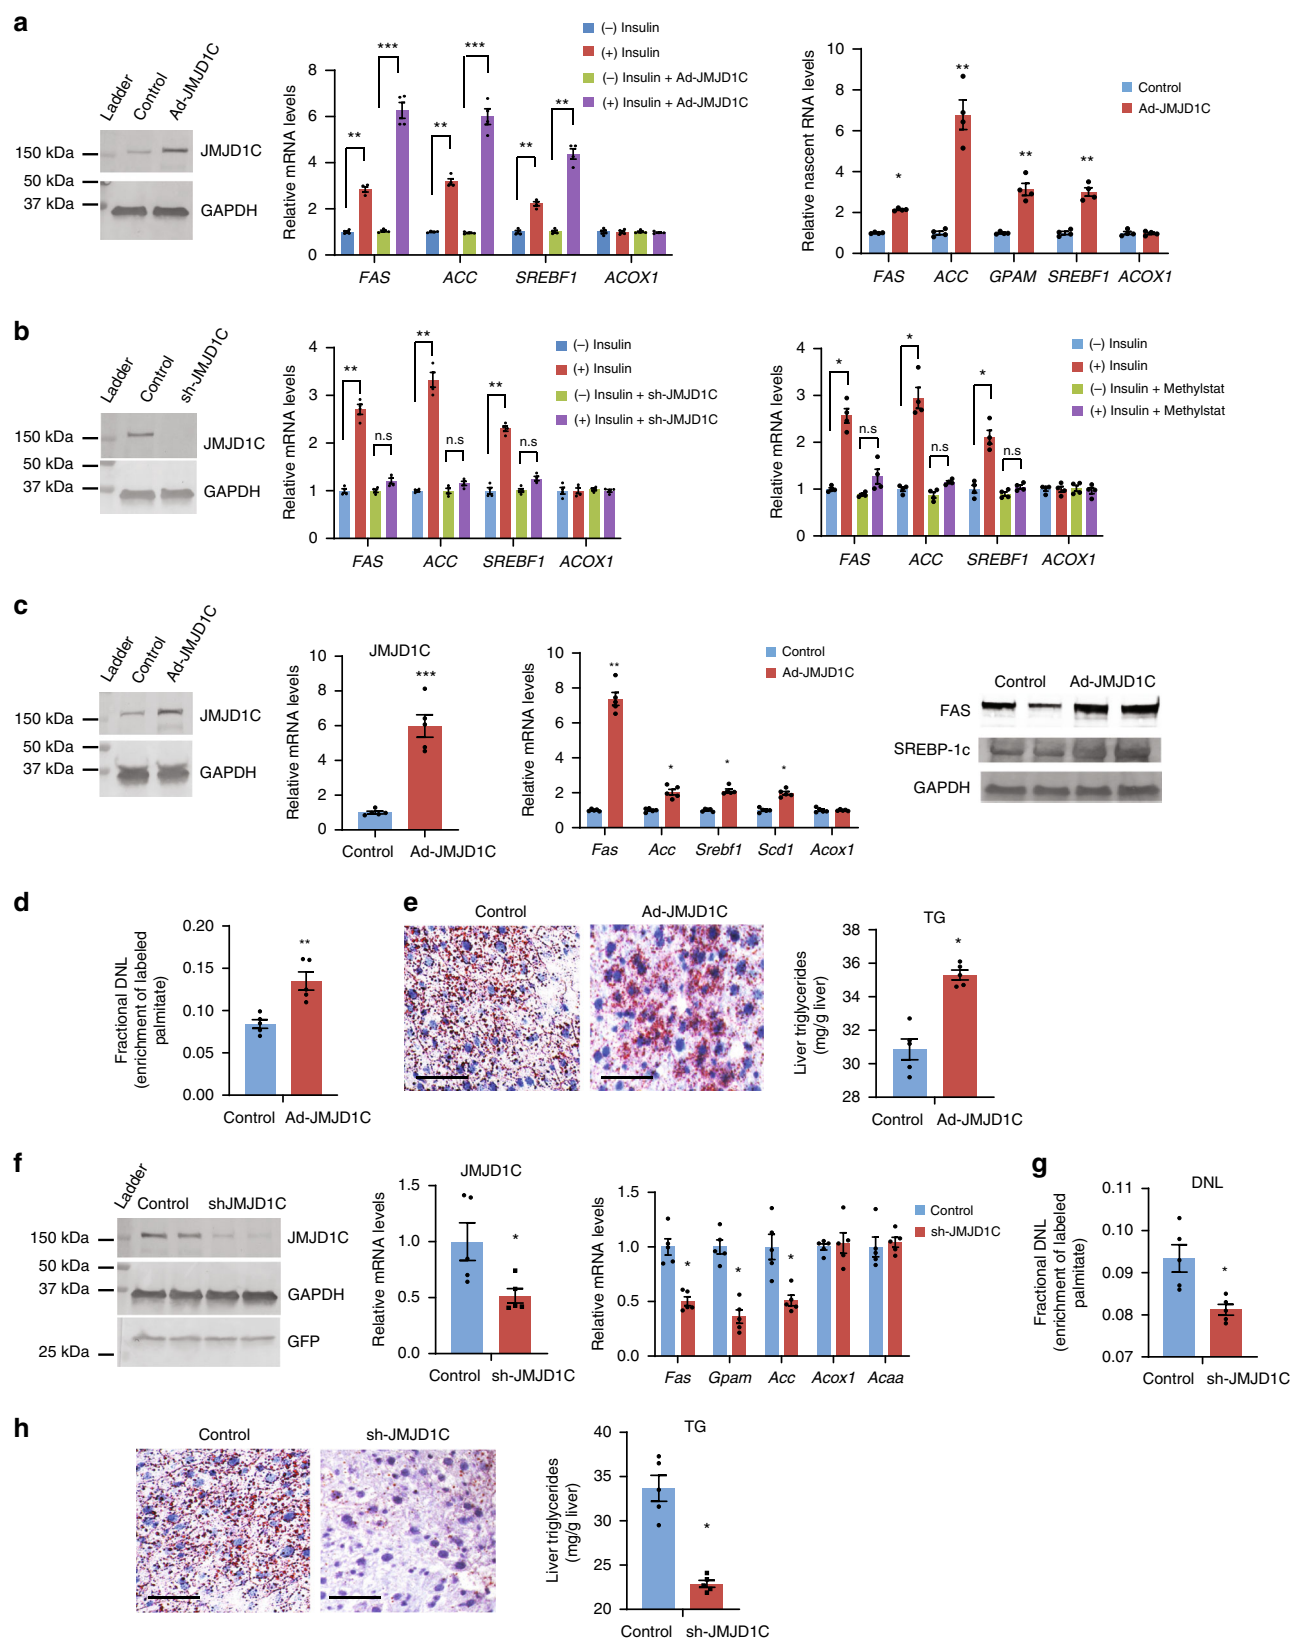 a
Ladder
Control
Ad-JMJD1C
150 kDa
50 kDa
37 kDa
JMJD1C
GAPDH
Relative mRNA levels
8
6
4
2
0
** *** ** *** ** **
FAS ACC SREBF1 ACOX1
(–) Insulin
(+) Insulin
(–) Insulin + Ad-JMJD1C
(+) Insulin + Ad-JMJD1C
Relative nascent RNA levels
10
8
6
4
2
0
* ** ** **
FAS ACC GPAM SREBF1 ACOX1
Control
Ad-JMJD1C
b
Ladder
Control
sh-JMJD1C
150 kDa
50 kDa
37 kDa
JMJD1C
GAPDH
Relative mRNA levels
4
3
2
1
0
** n.s ** n.s ** n.s
FAS ACC SREBF1 ACOX1
(–) Insulin
(+) Insulin
(–) Insulin + sh-JMJD1C
(+) Insulin + sh-JMJD1C
Relative mRNA levels
4
3
2
1
0
* n.s * n.s * n.s
FAS ACC SREBF1 ACOX1
(–) Insulin
(+) Insulin
(–) Insulin + Methylstat
(+) Insulin + Methylstat
c
Ladder
Control
Ad-JMJD1C
150 kDa
50 kDa
37 kDa
JMJD1C
GAPDH
JMJD1C
Relative mRNA levels
10
8
6
4
2
0
***
Control Ad-JMJD1C
Relative mRNA levels
10
8
6
4
2
0
** * * *
Fas Acc Srebf1 Scd1 Acox1
Control
Ad-JMJD1C
Control Ad-JMJD1C
FAS
SREBP-1c
GAPDH
d
Fractional DNL
(enrichment of labeled
palmitate)
0.20
0.15
0.10
0.05
0.00
**
Control Ad-JMJD1C
e
Control Ad-JMJD1C
TG
Liver triglycerides
(mg/g liver)
38
36
34
32
30
28
*
Control Ad-JMJD1C
f
Ladder
Control shJMJD1C
150 kDa
50 kDa
37 kDa
25 kDa
JMJD1C
GAPDH
GFP
JMJD1C
Relative mRNA levels
1.5
1.0
0.5
0.0
*
Control sh-JMJD1C
Relative mRNA levels
1.5
1.0
0.5
0.0
* * *
Fas Gpam Acc Acox1 Acaa
Control
sh-JMJD1C
g
DNL
Fractional DNL
(enrichment of labeled
palmitate)
0.11
0.10
0.09
0.08
0.07
*
Control sh-JMJD1C
h
Control sh-JMJD1C
TG
Liver triglycerides
(mg/g liver)
40
35
30
25
20
*
Control sh-JMJD1C